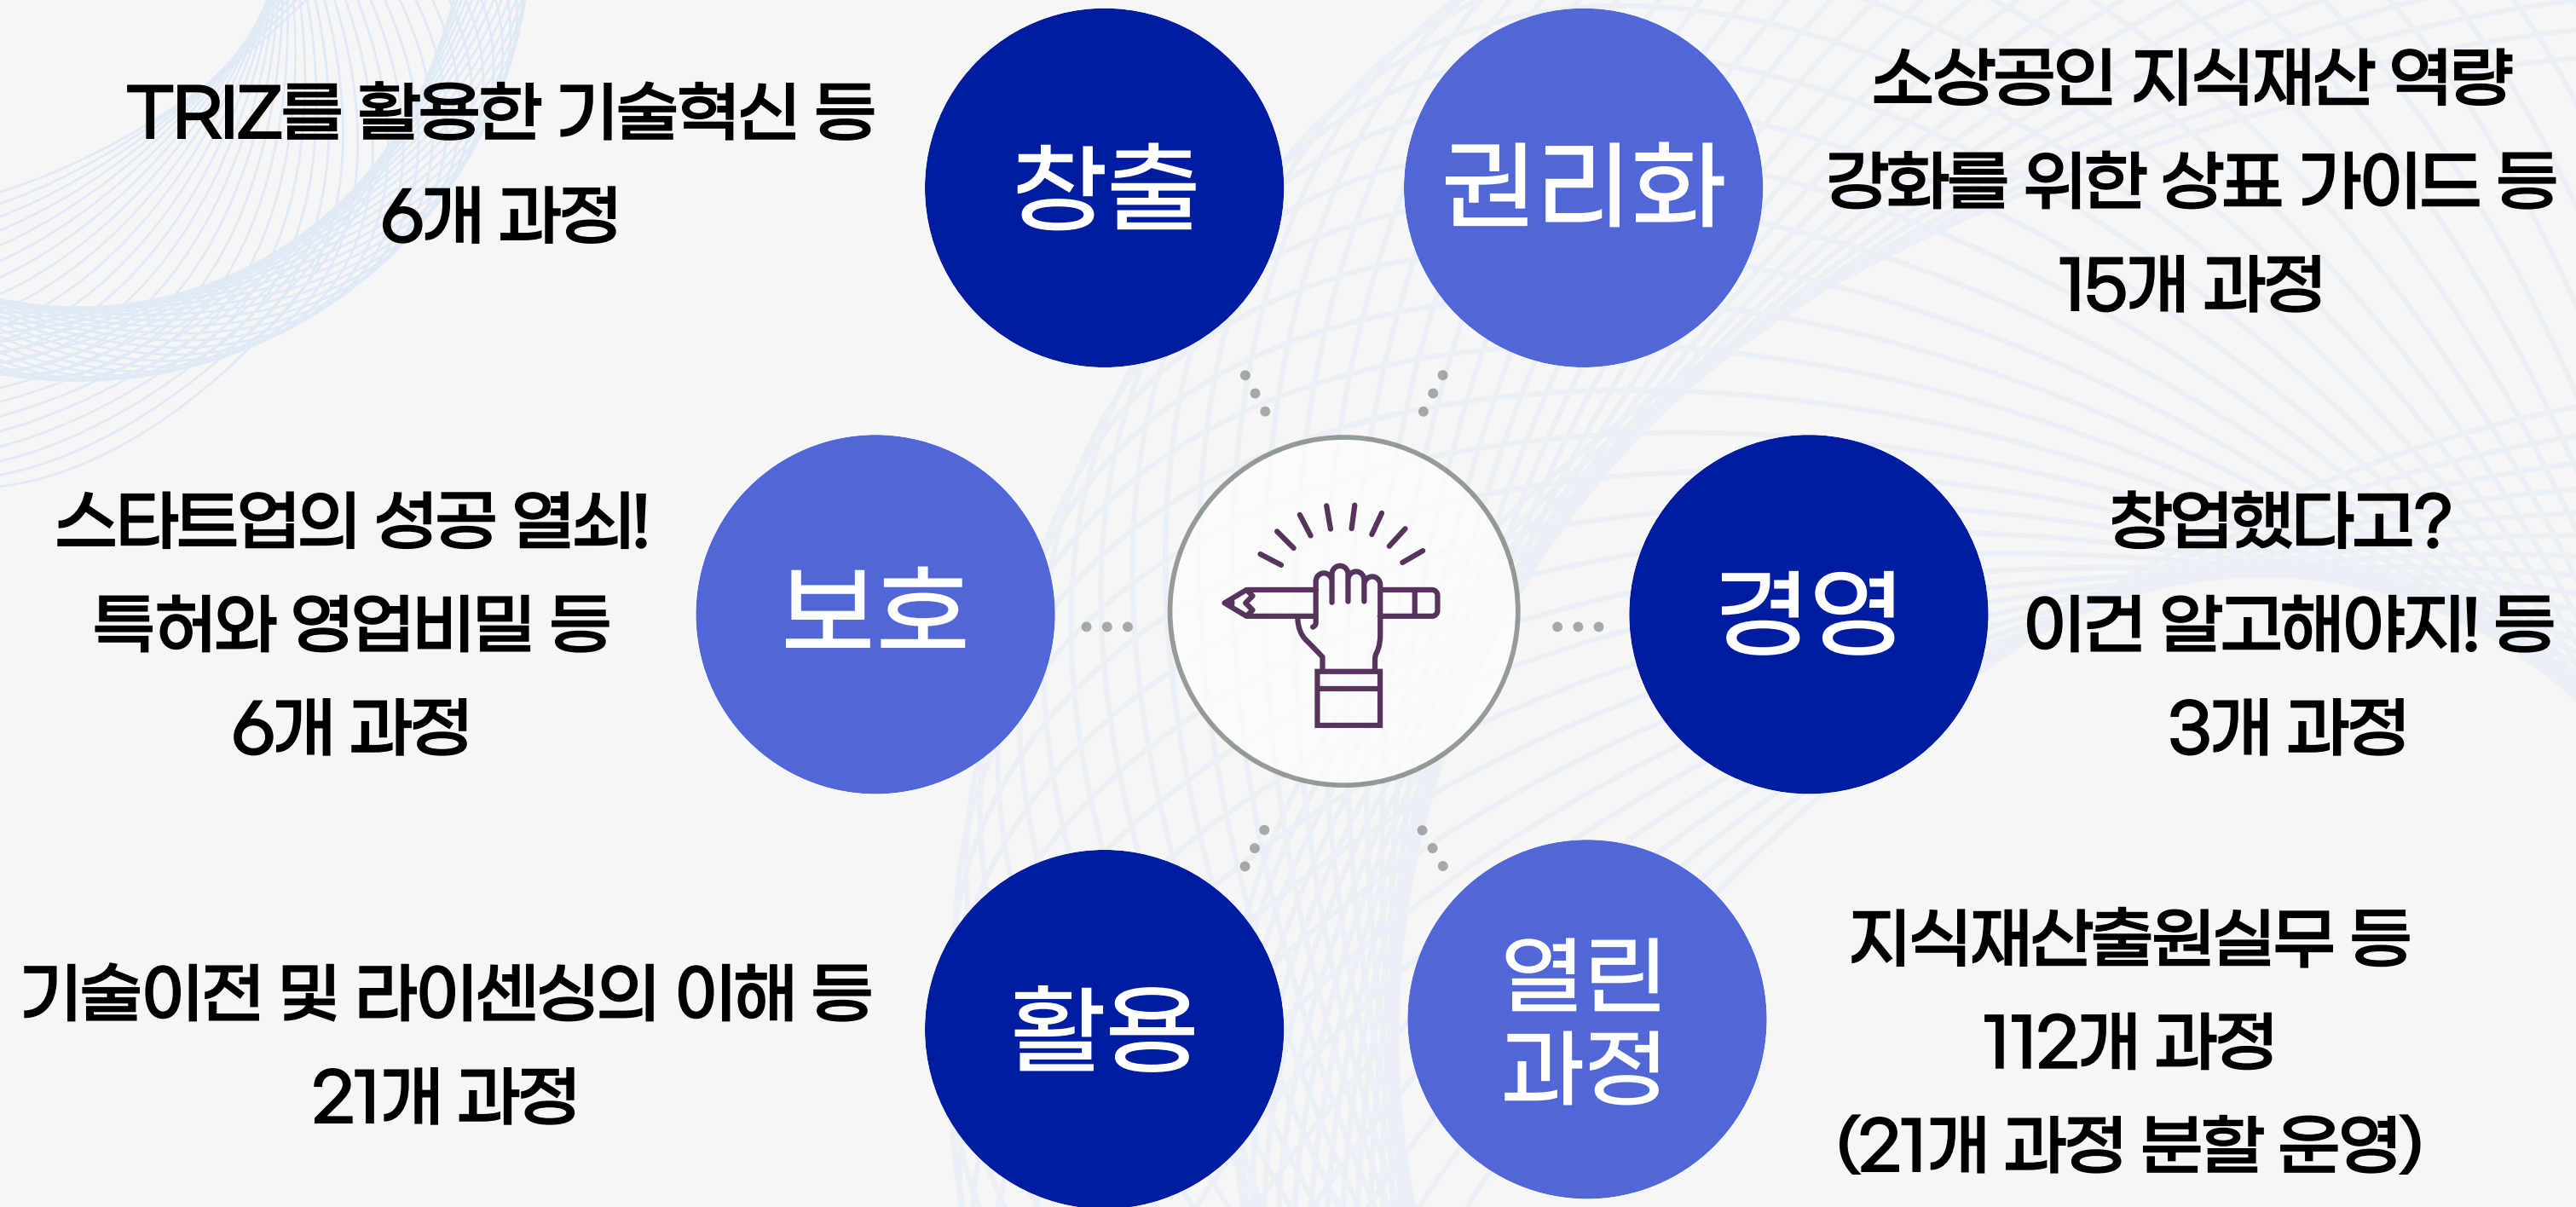 TRIZ를 활용한 기술혁신 등
6개 과정
창출
권리화
소상공인 지식재산 역량
강화를 위한 상표 가이드 등
15개 과정
스타트업의 성공 열쇠!
특허와 영업비밀 등
6개 과정
보호
경영
창업했다고?
이건 알고해야지! 등
3개 과정
기술이전 및 라이센싱의 이해 등
21개 과정
활용
열린
과정
지식재산출원실무 등
112개 과정
(21개 과정 분할 운영)